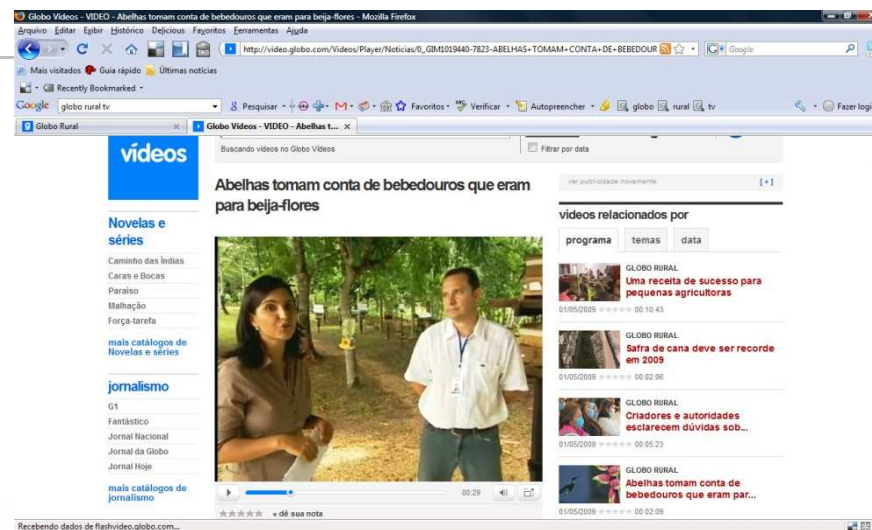 Globo Vídeos - VIDEO - Abelhas tomam conta de bebedouros que eram para beija-flores - Mozilla Firefox
Arquivo Editar Exibir Histórico Delicious Favoritos Ferramentas Ajuda
http://video.globo.com/Videos/Player/Noticias/0,,GIM1019440-7823-ABELHAS+TOMAM+CONTA+DE+BEBEDOUR Google
Mais visitados Guia rápido Últimas notícias
Recently Bookmarked
Google globo rural tv Pesquisar Favoritos Verificar Autopreencher globo rural tv Fazer logi
Globo Rural Globo Vídeos - VIDEO - Abelhas t...
vídeos
Buscando vídeos no Globo Vídeos
Filtrar por data
Abelhas tomam conta de bebedouros que eram
para beija-flores
ver publicidade novamente [+]
Novelas e
séries
Caminho das Índias
Caras e Bocas
Paraíso
Malhação
Força-tarefa
mais catálogos de
Novelas e séries
jornalismo
G1
Fantástico
Jornal Nacional
Jornal da Globo
Jornal Hoje
mais catálogos de
jornalismo
00:29
« dê sua nota
vídeos relacionados por
programa temas data
GLOBO RURAL
Uma receita de sucesso para
pequenas agricultoras
01/05/2009 00:10:43
GLOBO RURAL
Safra de cana deve ser recorde
em 2009
01/05/2009 00:02:06
GLOBO RURAL
Criadores e autoridades
esclarecem dúvidas sob...
01/05/2009 00:05:23
GLOBO RURAL
Abelhas tomam conta de
bebedouros que eram par...
01/05/2009 00:02:09
Recebendo dados de flashvideo.globo.com...